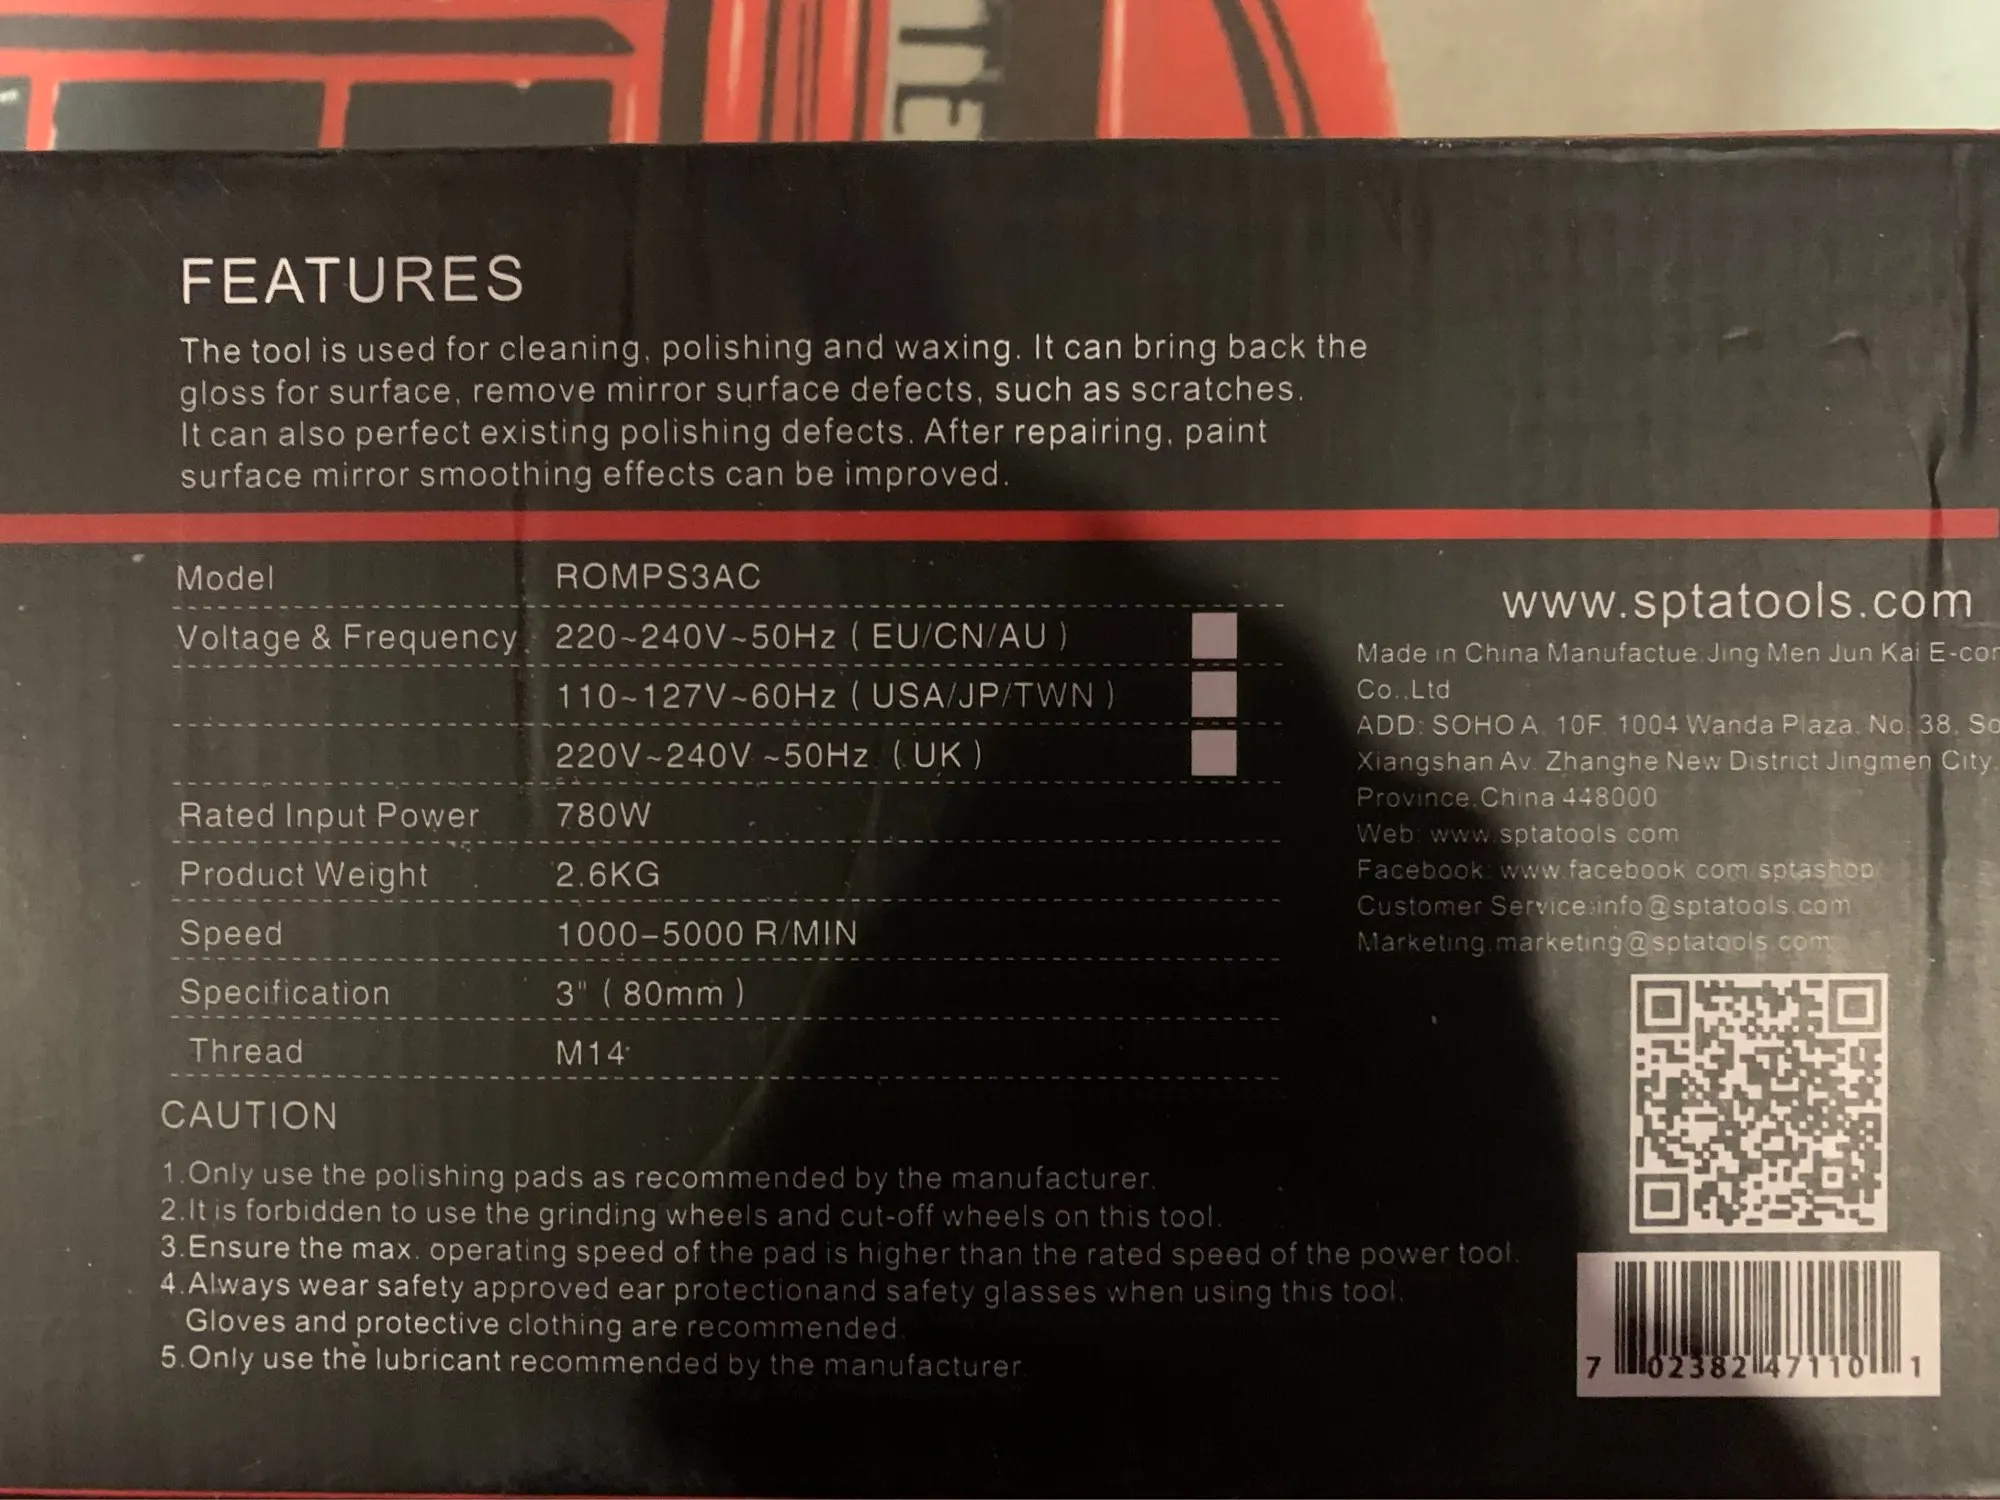 FEATURES
The tool is used for cleaning, polishing and waxing. It can bring back the
gloss for surface, remove mirror surface defects, such as scratches.
It can also perfect existing polishing defects. After repairing, paint
surface mirror smoothing effects can be improved.
Model ROMPS3AC
Voltage & Frequency 220~240V~50Hz ( EU/CN/AU )
110~127V~60Hz ( USA/JP/TWN )
220V~240V ~50Hz ( UK )
Rated Input Power 780W
Product Weight 2.6KG
Speed 1000-5000 R/MIN
Specification 3" ( 80mm )
Thread M14
CAUTION
1.Only use the polishing pads as recommended by the manufacturer.
2.It is forbidden to use the grinding wheels and cut-off wheels on this tool.
3.Ensure the max. operating speed of the pad is higher than the rated speed of the power tool.
4.Always wear safety approved ear protectionand safety glasses when using this tool.
Gloves and protective clothing are recommended.
5.Only use the lubricant recommended by the manufacturer.
www.sptatools.com
Made in China Manufactue:Jing Men Jun Kai
Co.,Ltd
ADD: SOHO A, 10F, 1004 Wanda Plaza, No. 38,
Xiangshan Av. Zhanghe New District Jingmen City,
Province,China 448000
Web: www.sptatools.com
Facebook: www.facebook.com/sptashop
Customer Service:info@sptatools.com
Marketing:marketing@sptatools.com
7 02382 47110 1